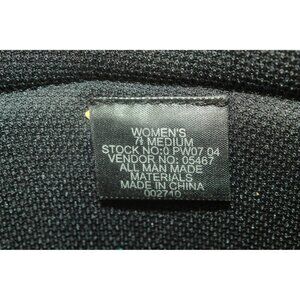 WOMEN'S
7½ MEDIUM
STOCK NO:0 PW07 04
VENDOR NO: 05467
ALL MAN MADE
MATERIALS
MADE IN CHINA
002710